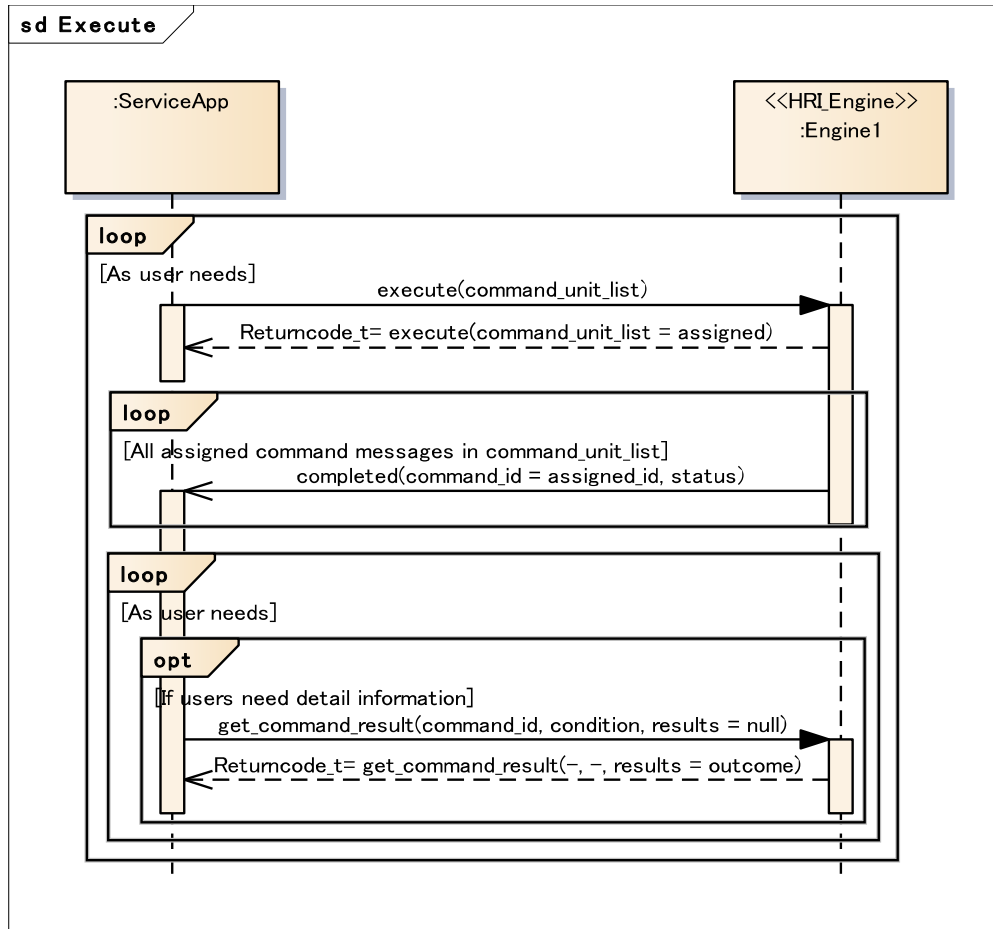 sd Execute
:ServiceApp
<<HRI_Engine>>
:Engine1
loop
[As user needs]
execute(command_unit_list)
Returncode_t= execute(command_unit_list = assigned)
loop
[All assigned command messages in command_unit_list]
completed(command_id = assigned_id, status)
loop
[As user needs]
opt
[If users need detail information]
get_command_result(command_id, condition, results = null)
Returncode_t= get_command_result(-, -, results = outcome)